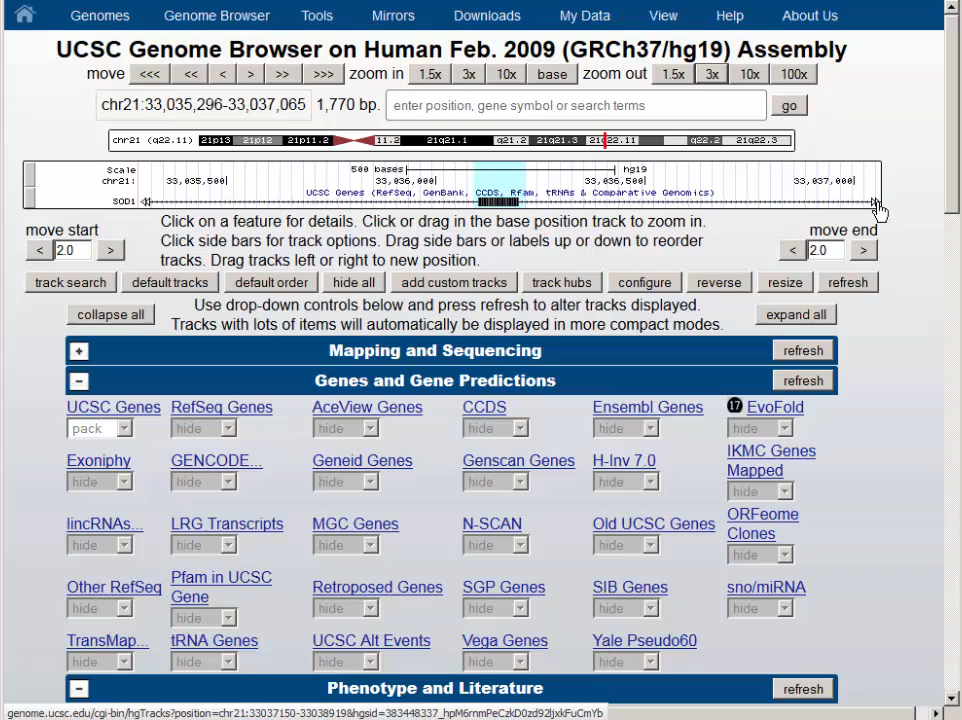 Genomes Genome Browser Tools Mirrors Downloads My Data View Help About Us
UCSC Genome Browser on Human Feb. 2009 (GRCh37/hg19) Assembly
move <<< << < > >> >>> zoom in 1.5x 3x 10x base zoom out 1.5x 3x 10x 100x
chr21:33,035,296-33,037,065 1,770 bp. enter position, gene symbol or search terms go
chr21 (q22.11) 21p13 21p12 21p11.2 11.2 21q21.1 q21.2 21q21.3 21q22.11 q22.2 21q22.3
Scale 500 bases hg19
chr21: 33,035,500 33,036,000 33,036,500 33,037,000
UCSC Genes (RefSeq, GenBank, CCDS, Rfam, tRNAs & Comparative Genomics)
SOD1
Click on a feature for details. Click or drag in the base position track to zoom in.
Click side bars for track options. Drag side bars or labels up or down to reorder
tracks. Drag tracks left or right to new position.
move start
< 2.0 >
move end
< 2.0 >
track search default tracks default order hide all add custom tracks track hubs configure reverse resize refresh
collapse all
Use drop-down controls below and press refresh to alter tracks displayed.
Tracks with lots of items will automatically be displayed in more compact modes.
expand all
+ Mapping and Sequencing refresh
- Genes and Gene Predictions refresh
UCSC Genes RefSeq Genes AceView Genes CCDS Ensembl Genes 17 EvoFold
pack hide hide hide hide hide
Exoniphy GENCODE... Geneid Genes Genscan Genes H-Inv 7.0 IKMC Genes
Mapped
hide hide hide hide hide hide
lincRNAs... LRG Transcripts MGC Genes N-SCAN Old UCSC Genes ORFeome
Clones
hide hide hide hide hide hide
Other RefSeq Pfam in UCSC
Gene Retroposed Genes SGP Genes SIB Genes sno/miRNA
hide hide hide hide hide hide
TransMap... tRNA Genes UCSC Alt Events Vega Genes Yale Pseudo60
hide hide hide hide hide
- Phenotype and Literature refresh
genome.ucsc.edu/cgi-bin/hgTracks?position=chr21:33037150-33038919&hgsid=383448337_hpM6rnmPeCzkD0zd92ljxkFuCmYb